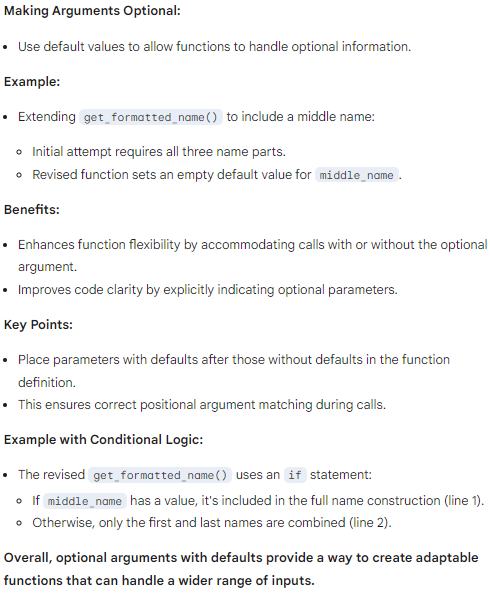 Making Arguments Optional:
• Use default values to allow functions to handle optional information.
Example:
• Extending get_formatted_name() to include a middle name:
◦ Initial attempt requires all three name parts.
◦ Revised function sets an empty default value for middle_name.
Benefits:
• Enhances function flexibility by accommodating calls with or without the optional
argument.
• Improves code clarity by explicitly indicating optional parameters.
Key Points:
• Place parameters with defaults after those without defaults in the function
definition.
• This ensures correct positional argument matching during calls.
Example with Conditional Logic:
• The revised get_formatted_name() uses an if statement:
◦ If middle_name has a value, it's included in the full name construction (line 1).
◦ Otherwise, only the first and last names are combined (line 2).
Overall, optional arguments with defaults provide a way to create adaptable
functions that can handle a wider range of inputs.